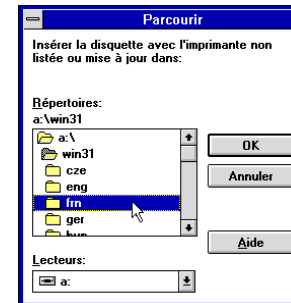 Parcourir
Insérer la disquette avec l'imprimante non
listée ou mise à jour dans:
Répertoires:
a:\win31
a:\
win31
cze
eng
frn
ger
hun
OK
Annuler
Aide
Lecteurs:
a: